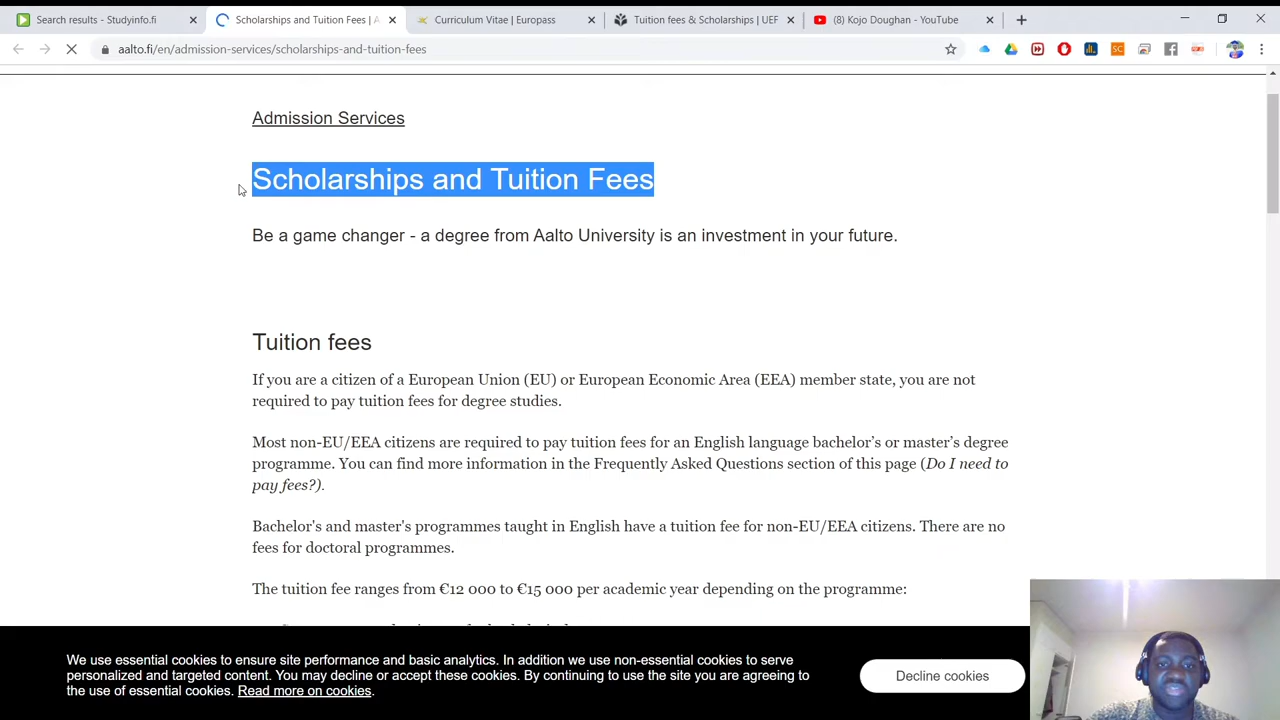 Search results - Studyinfo.fi
Scholarships and Tuition Fees | A
Curriculum Vitae | Europass
Tuition fees & Scholarships | UEF
(8) Kojo Doughan - YouTube
aalto.fi/en/admission-services/scholarships-and-tuition-fees
Admission Services
Scholarships and Tuition Fees
Be a game changer - a degree from Aalto University is an investment in your future.
Tuition fees
If you are a citizen of a European Union (EU) or European Economic Area (EEA) member state, you are not
required to pay tuition fees for degree studies.
Most non-EU/EEA citizens are required to pay tuition fees for an English language bachelor’s or master’s degree
programme. You can find more information in the Frequently Asked Questions section of this page (Do I need to
pay fees?).
Bachelor's and master's programmes taught in English have a tuition fee for non-EU/EEA citizens. There are no
fees for doctoral programmes.
The tuition fee ranges from €12 000 to €15 000 per academic year depending on the programme:
We use essential cookies to ensure site performance and basic analytics. In addition we use non-essential cookies to serve
personalized and targeted content. You may decline or accept these cookies. By continuing to use the site you are agreeing to
the use of essential cookies. Read more on cookies.
Decline cookies